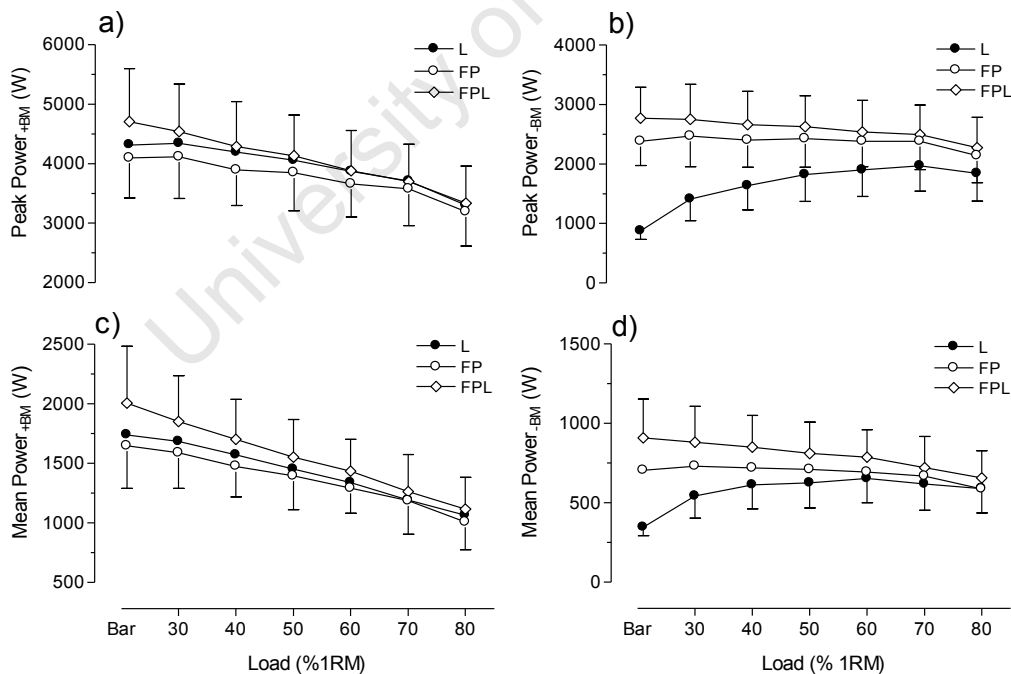 a)
6000
5000
4000
3000
2000
Peak Power+BM (W)
L
FP
FPL
b)
4000
3000
2000
1000
0
Peak Power-BM (W)
L
FP
FPL
c)
2500
2000
1500
1000
500
Mean Power+BM (W)
L
FP
FPL
Bar 30 40 50 60 70 80
Load (%1RM)
d)
1500
1000
500
0
Mean Power-BM (W)
L
FP
FPL
Bar 30 40 50 60 70 80
Load (% 1RM)
University of